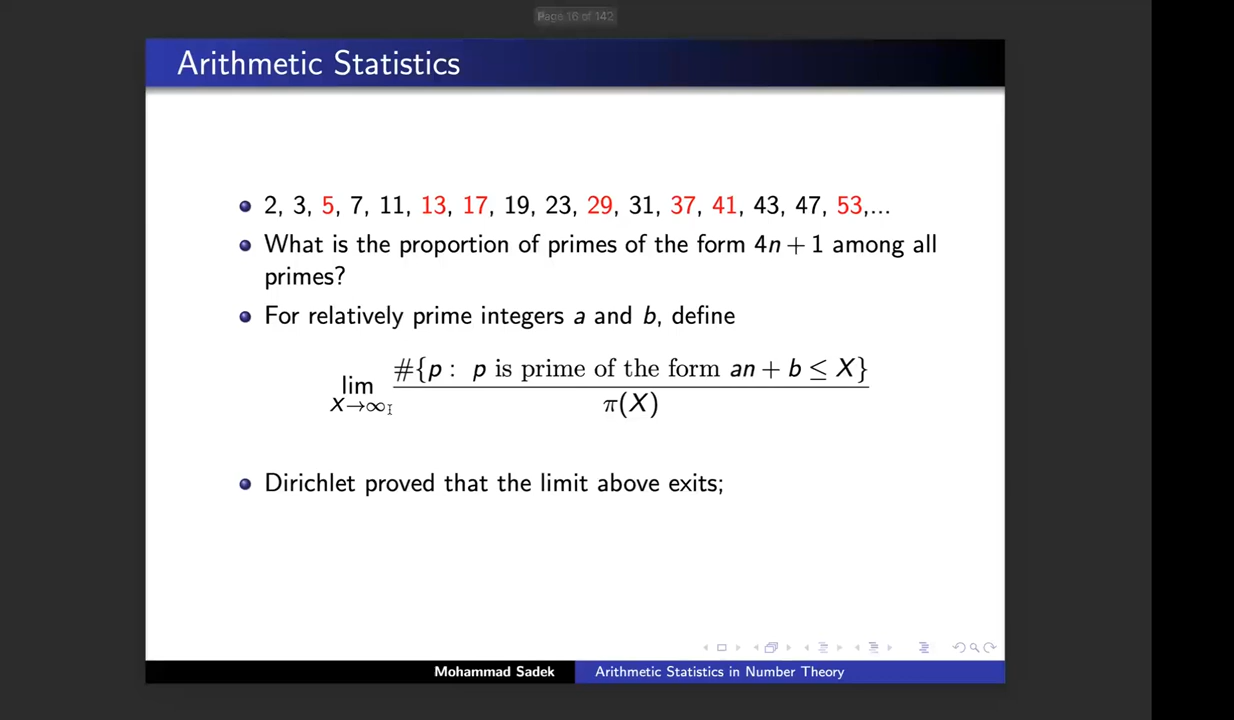 Page 16 of 142
Arithmetic Statistics
2, 3, 5, 7, 11, 13, 17, 19, 23, 29, 31, 37, 41, 43, 47, 53,...
What is the proportion of primes of the form 4n + 1 among all
primes?
For relatively prime integers a and b, define
#{p : p is prime of the form an + b ≤ X}
lim
X→∞
π(X)
Dirichlet proved that the limit above exits;
Mohammad Sadek
Arithmetic Statistics in Number Theory